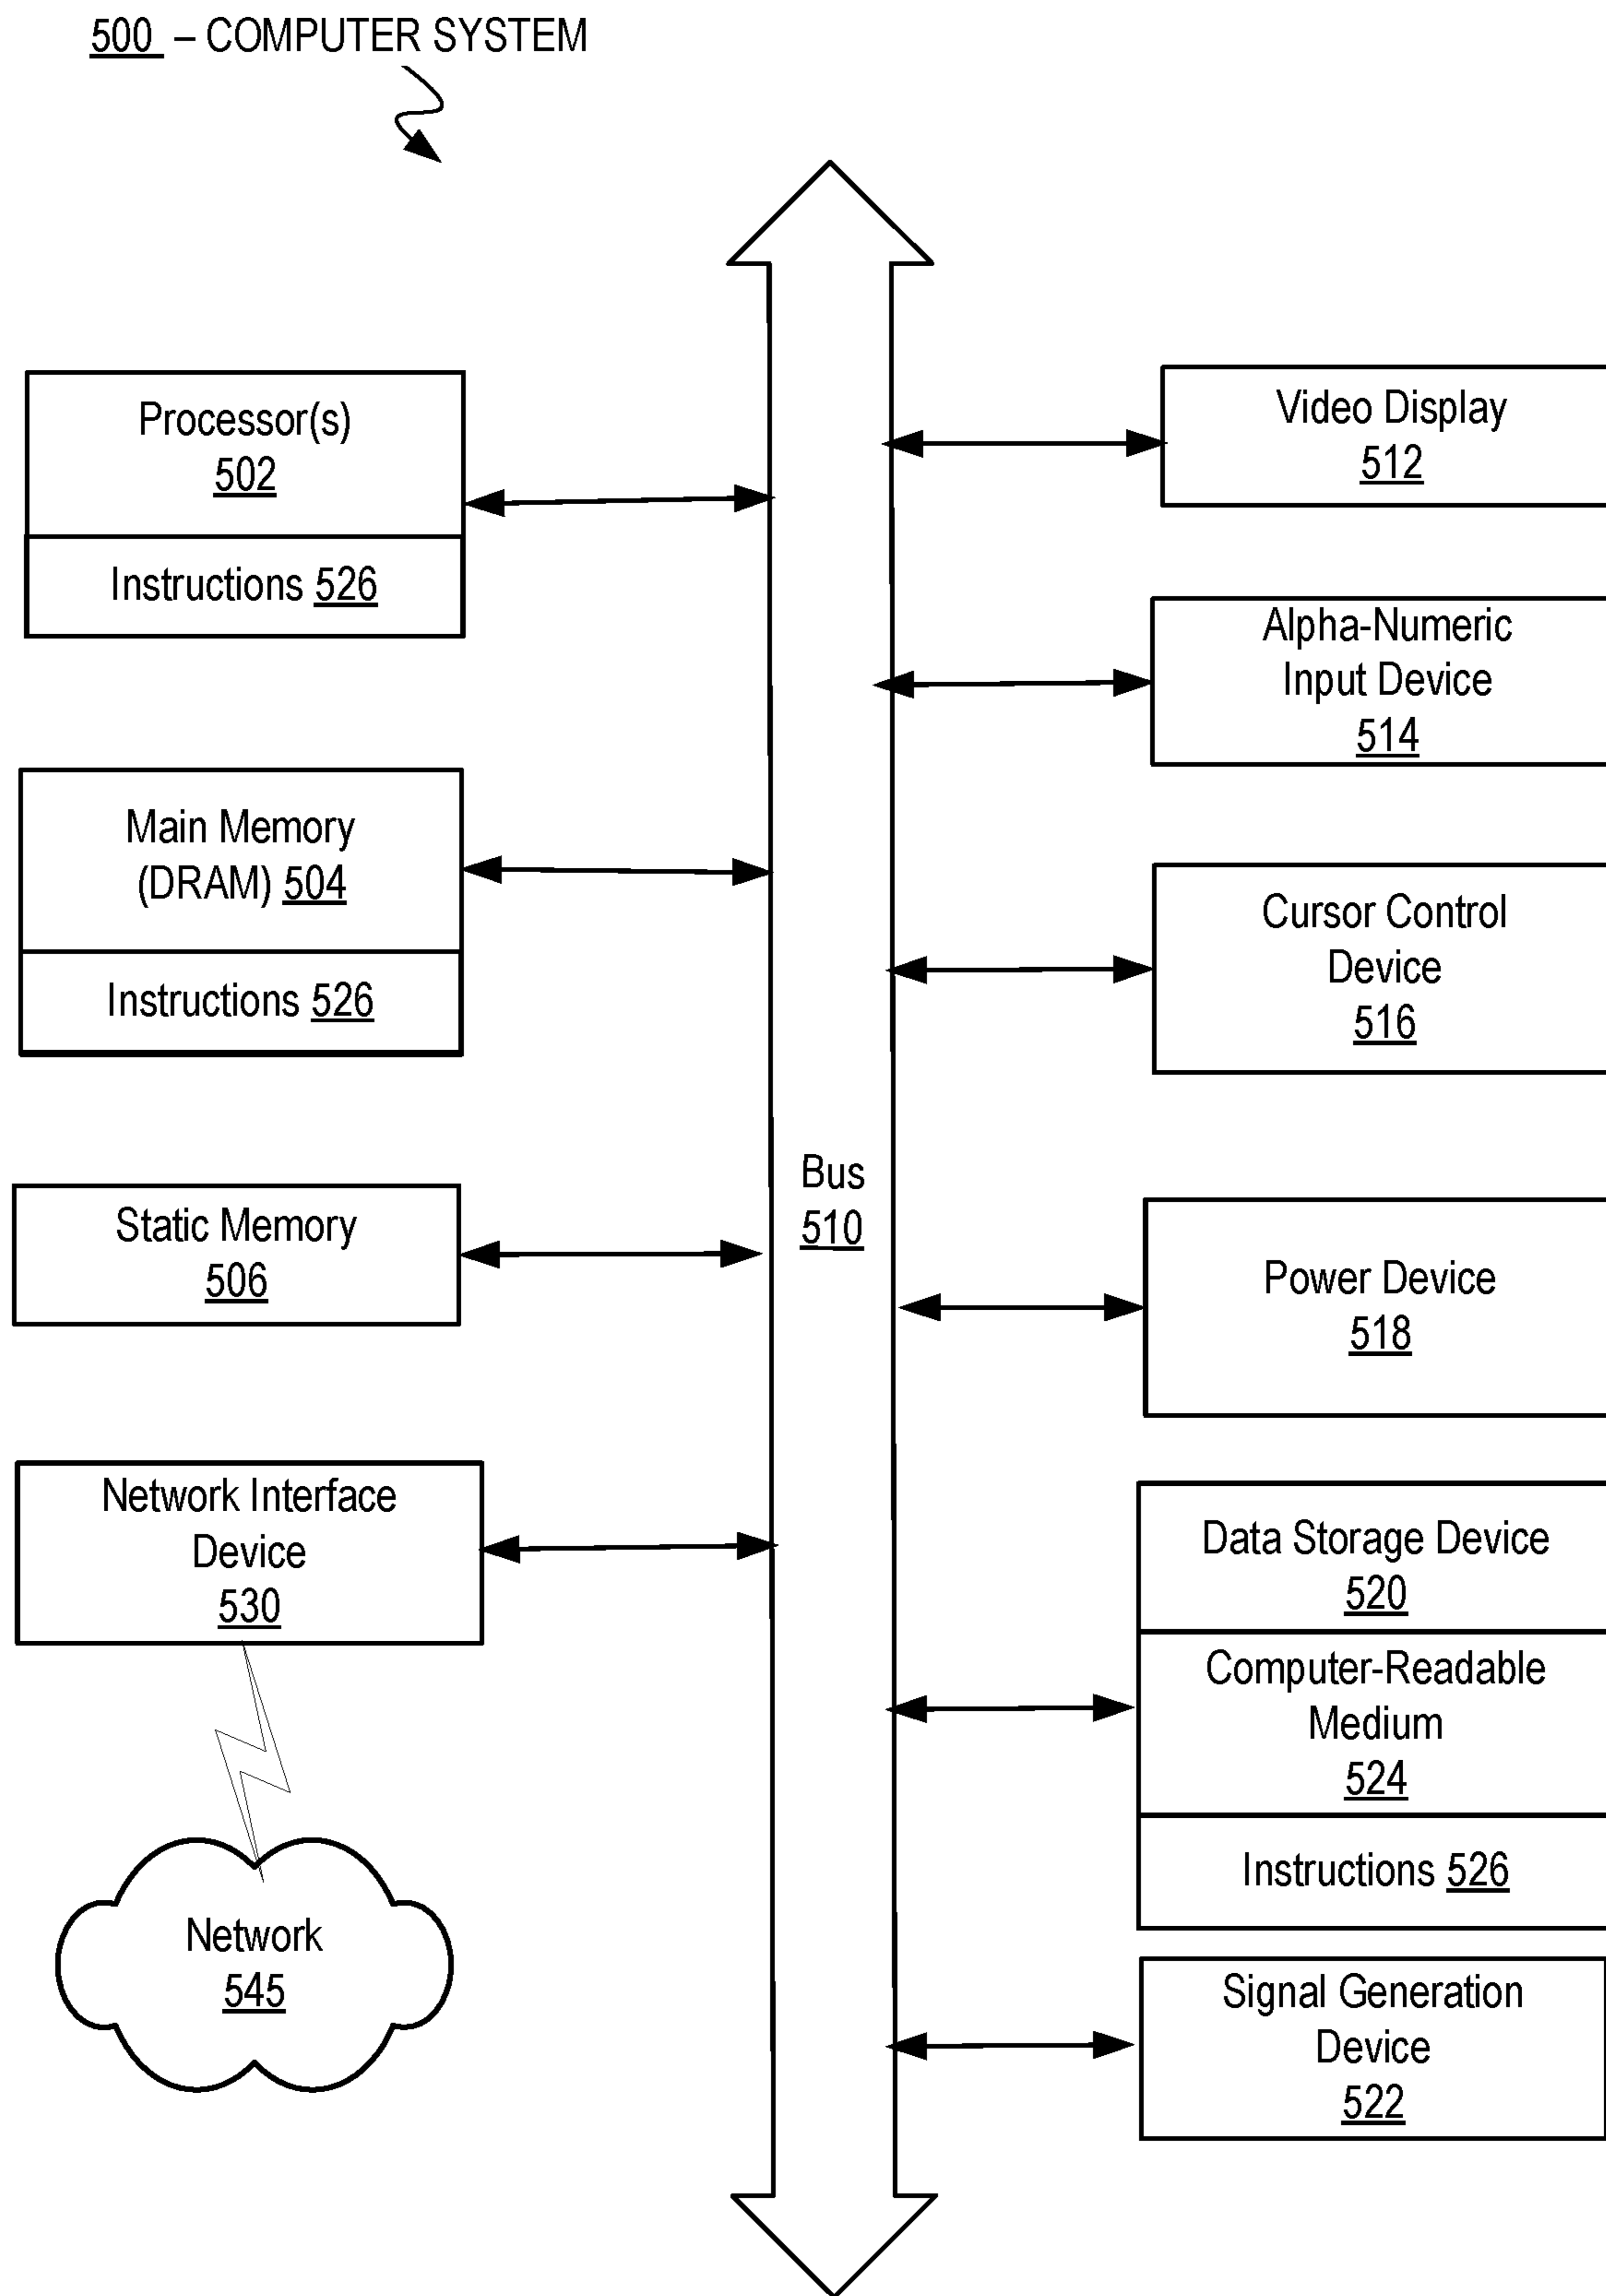 500 – COMPUTER SYSTEM
Processor(s)
502
Instructions 526
Main Memory
(DRAM) 504
Instructions 526
Static Memory
506
Network Interface
Device
530
Network
545
Bus
510
Video Display
512
Alpha-Numeric
Input Device
514
Cursor Control
Device
516
Power Device
518
Data Storage Device
520
Computer-Readable
Medium
524
Instructions 526
Signal Generation
Device
522